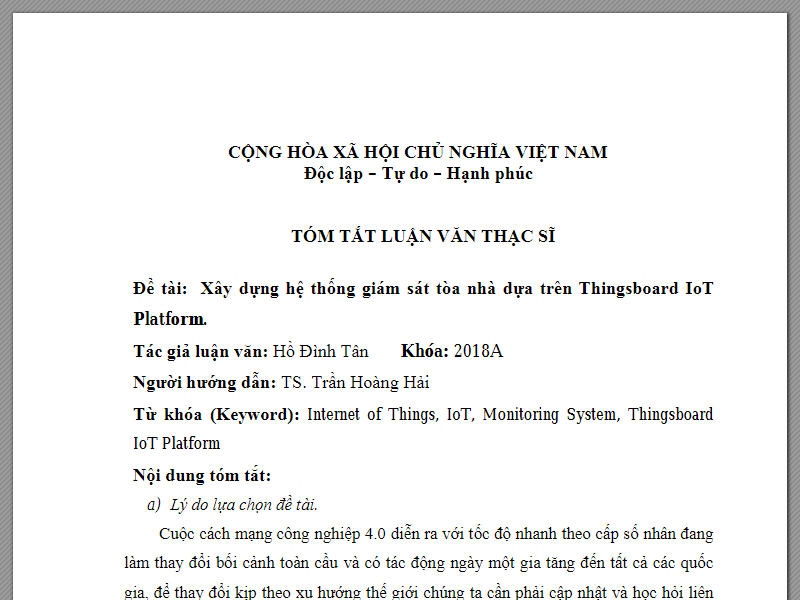 CỘNG HÒA XÃ HỘI CHỦ NGHĨA VIỆT NAM
Độc lập – Tự do – Hạnh phúc
TÓM TẮT LUẬN VĂN THẠC SĨ
Đề tài: Xây dựng hệ thống giám sát tòa nhà dựa trên Thingsboard IoT
Platform.
Tác giả luận văn: Hồ Đình Tân Khóa: 2018A
Người hướng dẫn: TS. Trần Hoàng Hải
Từ khóa (Keyword): Internet of Things, IoT, Monitoring System, Thingsboard
IoT Platform
Nội dung tóm tắt:
a) Lý do lựa chọn đề tài.
Cuộc cách mạng công nghiệp 4.0 diễn ra với tốc độ nhanh theo cấp số nhân đang
làm thay đổi bối cảnh toàn cầu và có tác động ngày một gia tăng đến tất cả các quốc
gia, để thay đổi kịp theo xu hướng thế giới chúng ta cần phải cập nhật và học hỏi liên